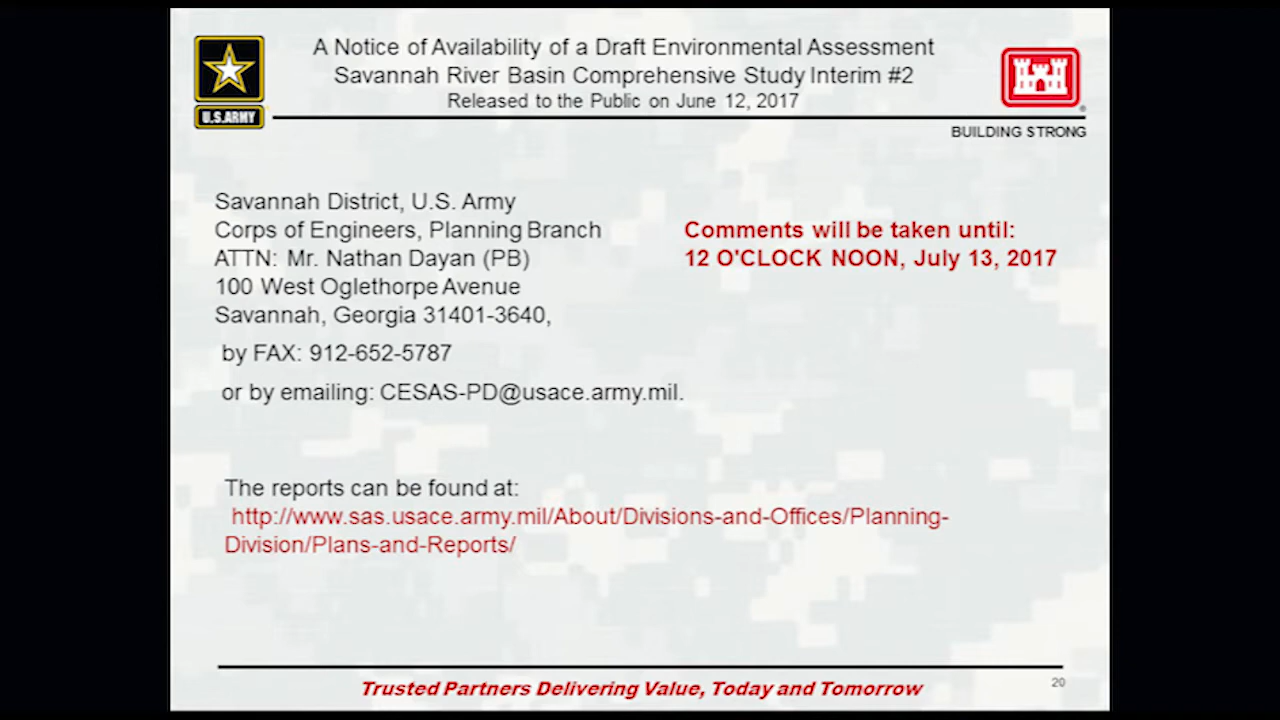 A Notice of Availability of a Draft Environmental Assessment
Savannah River Basin Comprehensive Study Interim #2
Released to the Public on June 12, 2017
U.S.ARMY
®
BUILDING STRONG
Savannah District, U.S. Army
Corps of Engineers, Planning Branch
ATTN: Mr. Nathan Dayan (PB)
100 West Oglethorpe Avenue
Savannah, Georgia 31401-3640,
by FAX: 912-652-5787
or by emailing: CESAS-PD@usace.army.mil.
Comments will be taken until:
12 O'CLOCK NOON, July 13, 2017
The reports can be found at:
http://www.sas.usace.army.mil/About/Divisions-and-Offices/Planning-
Division/Plans-and-Reports/
Trusted Partners Delivering Value, Today and Tomorrow
20